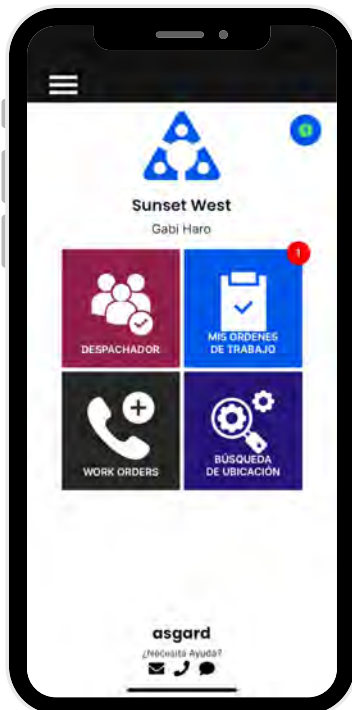 Sunset West
Gabi Haro
1
DESPACHADOR
MIS ORDENES
DE TRABAJO
WORK ORDERS
BÚSQUEDA
DE UBICACIÓN
asgard
¿Necesita Ayuda?